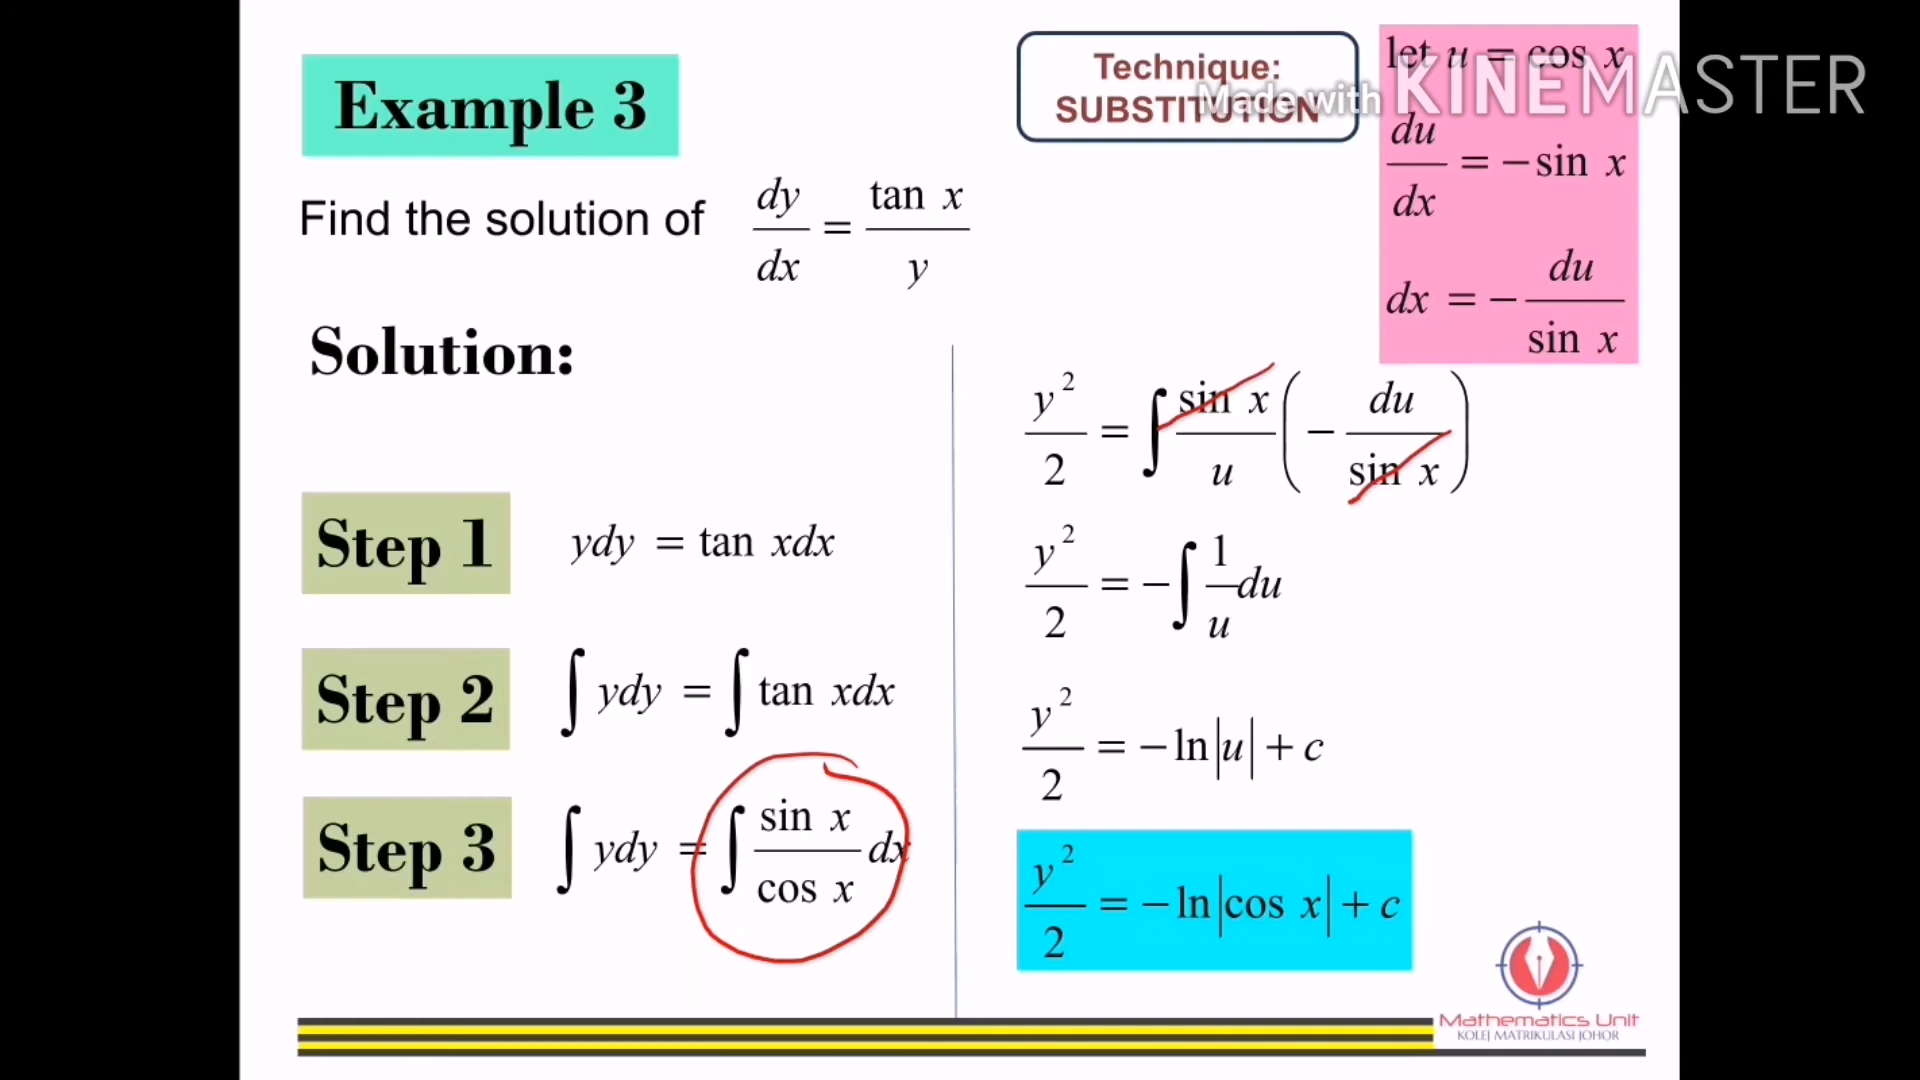 Example 3
Technique:
SUBSTITUTION
Made with KINEMASTER
let u = cos x
du/dx = − sin x
dx = − du/sin x
Find the solution of dy/dx = tan x/y
Solution:
Step 1 ydy = tan xdx
Step 2 ∫ ydy = ∫ tan xdx
Step 3 ∫ ydy = ∫ sin x/cos x dx
y²/2 = ∫ sin x/u (− du/sin x)
y²/2 = − ∫ 1/u du
y²/2 = − ln|u| + c
y²/2 = − ln|cos x| + c
Mathematics Unit
KOLEJ MATRIKULASI JOHOR